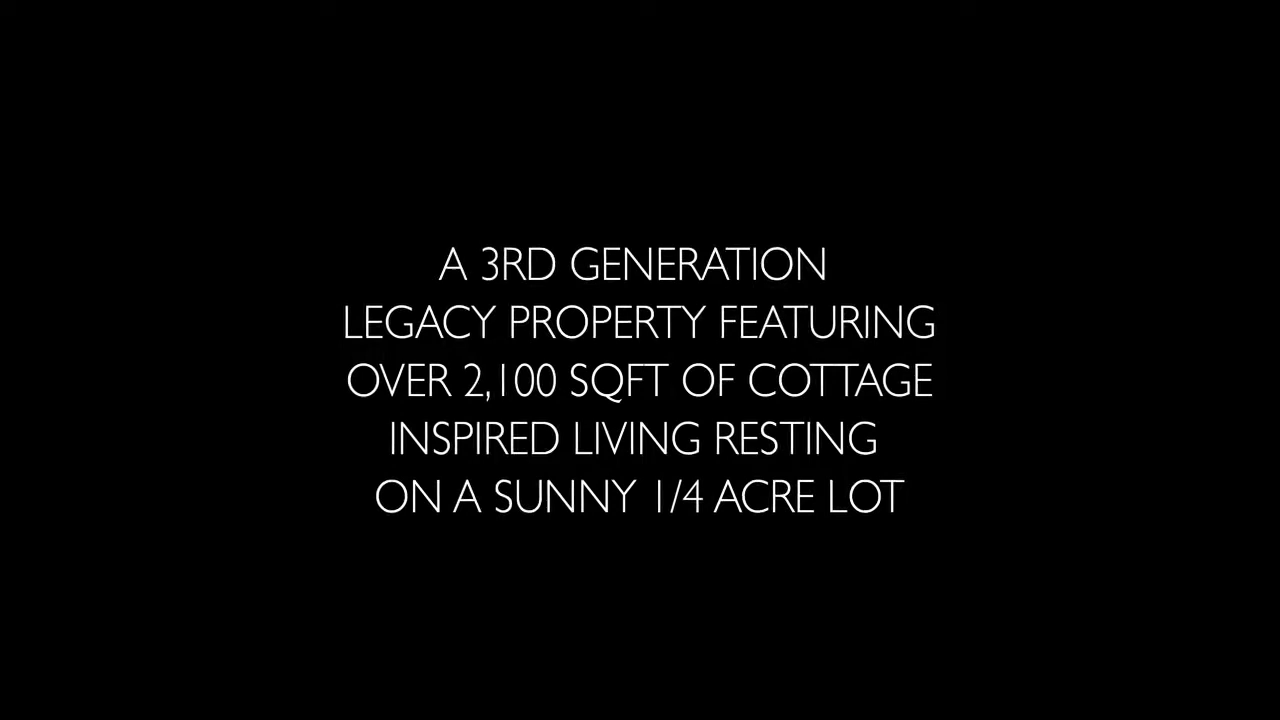 A 3RD GENERATION
LEGACY PROPERTY FEATURING
OVER 2,100 SQFT OF COTTAGE
INSPIRED LIVING RESTING
ON A SUNNY 1/4 ACRE LOT